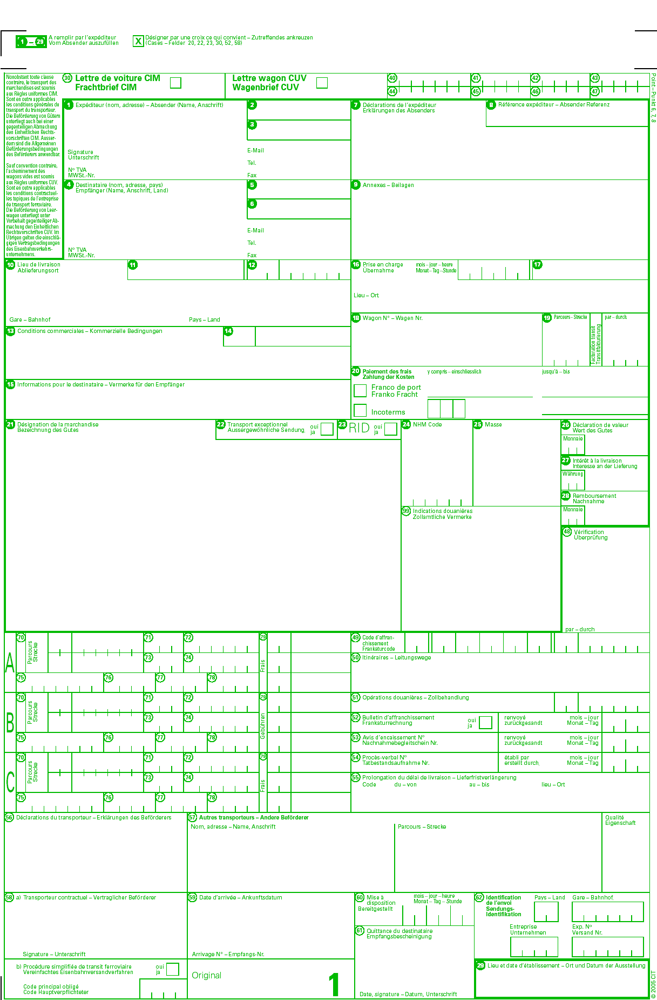 1 – 29 A remplir par l'expéditeur
Vom Absender auszufüllen
X Désigner par une croix ce qui convient – Zutreffendes ankreuzen
(Cases – Felder 20, 22, 23, 30, 52, 58)
Nonobstant toute clause
contraire, le transport des
marchandises est soumis
aux Règles uniformes CIM.
Sont en outre applicables
les conditions générales de
transport du transporteur.
Die Beförderung von Gütern
unterliegt auch bei einer
gegenteiligen Abmachung
den Einheitlichen Rechts-
vorschriften CIM. Ausser-
dem sind die Allgemeinen
Beförderungsbedingungen
des Beförderers anwendbar.
Sauf convention contraire,
l'acheminement des
wagons vides est soumis
aux Règles uniformes CUV.
Sont en outre applicables
les conditions contractuel-
les topiques de l'entreprise
de transport ferroviaire.
Die Beförderung von Leer-
wagen unterliegt unter
Vorbehalt gegenteiliger Ab-
machung den Einheitlichen
Rechtsvorschriften CUV. Im
Übrigen gelten die einschlä-
gigen Vertragsbedingungen
des Eisenbahnverkehrs-
unternehmens.
30 Lettre de voiture CIM
Frachtbrief CIM
Lettre wagon CUV
Wagenbrief CUV
40 41 42 43
44 45 46 47
Point – Punkt 6, 7, 8
1 Expéditeur (nom, adresse) – Absender (Name, Anschrift)
Signature
Unterschrift
Nº TVA
MWSt.-Nr.
2
3
E-Mail
Tel.
Fax
7 Déclarations de l'expéditeur
Erklärungen des Absenders
8 Référence expéditeur – Absender Referenz
4 Destinataire (nom, adresse, pays)
Empfänger (Name, Anschrift, Land)
Nº TVA
MWSt.-Nr.
5
6
E-Mail
Tel.
Fax
9 Annexes – Beilagen
10 Lieu de livraison
Ablieferungsort
11
12
Gare – Bahnhof
Pays – Land
16 Prise en charge
Übernahme
mois – jour – heure
Monat – Tag – Stunde
17
Lieu – Ort
13 Conditions commerciales – Kommerzielle Bedingungen
14
18 Wagon Nº – Wagen Nr.
19 Parcours – Strecke
Facturation transit
Transitfakturierung
par – durch
15 Informations pour le destinataire – Vermerke für den Empfänger
20 Paiement des frais
Zahlung der Kosten
y compris – einschliesslich
jusqu'à – bis
Franco de port
Franko Fracht
Incoterms
21 Désignation de la marchandise
Bezeichnung des Gutes
22 Transport exceptionnel
Aussergewöhnliche Sendung
oui
ja
23 RID
oui
ja
24 NHM Code
25 Masse
26 Déclaration de valeur
Wert des Gutes
Monnaie
27 Intérêt à la livraison
Interesse an der Lieferung
Währung
28 Remboursement
Nachnahme
Monnaie
99 Indications douanières
Zollamtliche Vermerke
48 Vérification
Überprüfung
par – durch
A
70 Parcours
Strecke
71 72
73 74
75 76 77 78
79 Frais
B
70 Parcours
Strecke
71 72
73 74
75 76 77 78
79 Gebühren
C
70 Parcours
Strecke
71 72
73 74
75 76 77 78
79 Frais
49 Code d'affran-
chissement
Frankaturcode
50 Itinéraires – Leitungswege
51 Opérations douanières – Zollbehandlung
52 Bulletin d'affranchissement
Frankaturrechnung
oui
ja
renvoyé
zurückgesandt
mois – jour
Monat – Tag
53 Avis d'encaissement Nº
Nachnahmebegleitschein Nr.
renvoyé
zurückgesandt
mois – jour
Monat – Tag
54 Procès-verbal Nº
Tatbestandsaufnahme Nr.
établi par
erstellt durch
mois – jour
Monat – Tag
55 Prolongation du délai de livraison – Lieferfristverlängerung
Code du – von au – bis lieu – Ort
56 Déclarations du transporteur – Erklärungen des Beförderers
57 Autres transporteurs – Andere Beförderer
Nom, adresse – Name, Anschrift
Parcours – Strecke
Qualité
Eigenschaft
58 a) Transporteur contractuel – Vertraglicher Beförderer
Signature – Unterschrift
b) Procédure simplifiée de transit ferroviaire
Vereinfachtes Eisenbahnversandverfahren
oui
ja
Code principal obligé
Code Hauptverpflichteter
59 Date d'arrivée – Ankunftsdatum
Arrivage Nº – Empfangs-Nr.
Original
1
60 Mise à
disposition
Bereitgestellt
mois – jour – heure
Monat – Tag – Stunde
61 Quittance du destinataire
Empfangsbescheinigung
Date, signature – Datum, Unterschrift
62 Identification
de l'envoi
Sendungs-
Identifikation
Pays – Land
Gare – Bahnhof
Entreprise
Unternehmen
Exp. Nº
Versand Nr.
29 Lieu et date d'établissement – Ort und Datum der Ausstellung
© 2005 CIT